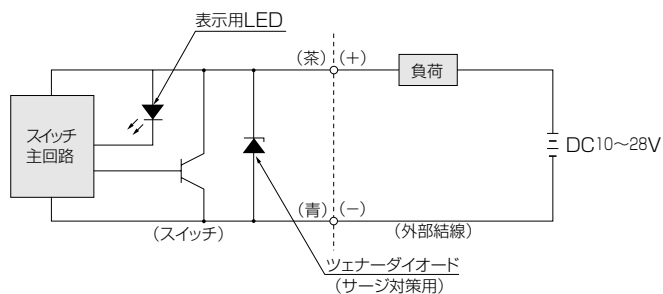 表示用LED
(茶) (+)
負荷
スイッチ
主回路
DC10～28V
(青) (−)
(スイッチ)
(外部結線)
ツェナーダイオード
(サージ対策用)